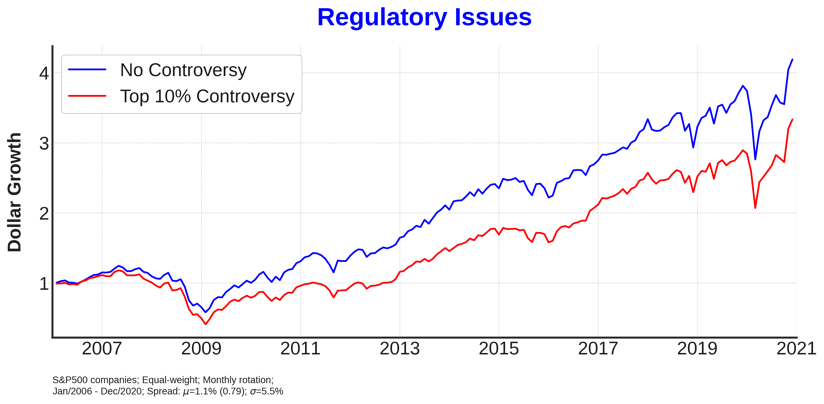 Regulatory Issues
No Controversy
Top 10% Controversy
Dollar Growth
4
3
2
1
2007 2009 2011 2013 2015 2017 2019 2021
S&P500 companies; Equal-weight; Monthly rotation;
Jan/2006 - Dec/2020; Spread: μ=1.1% (0.79); σ=5.5%